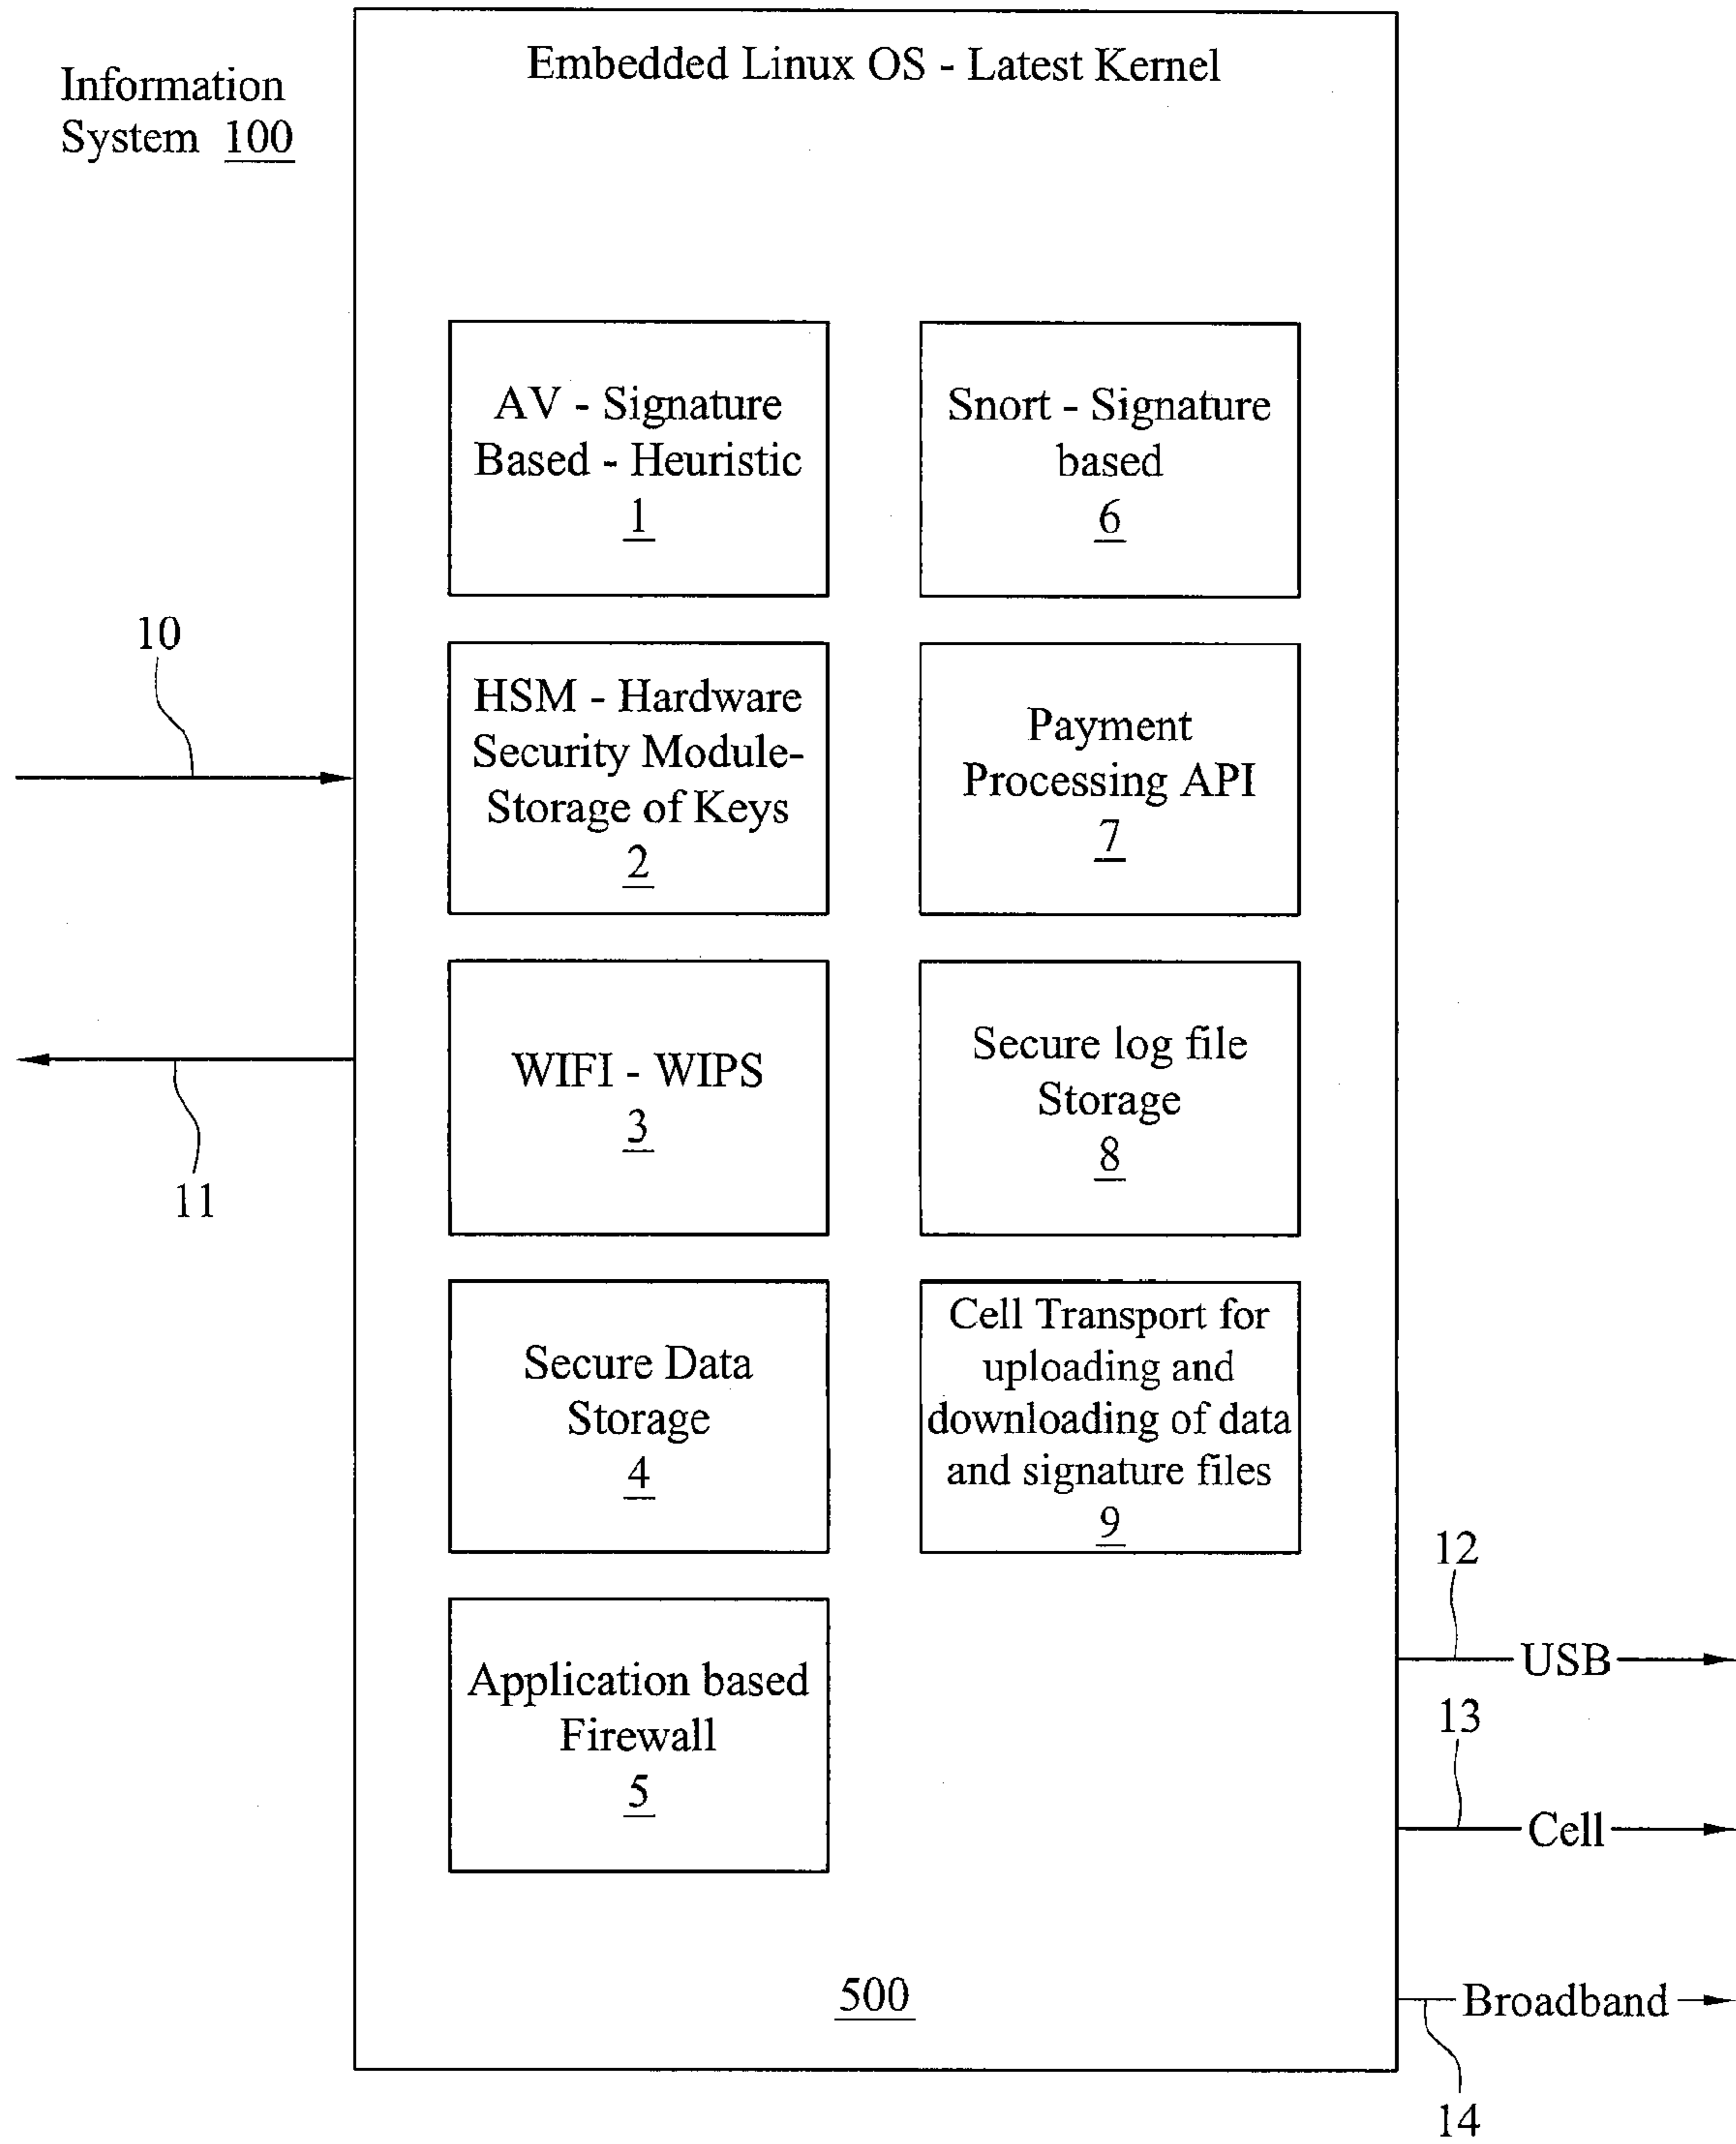 Information
System 100
Embedded Linux OS - Latest Kernel
AV - Signature
Based - Heuristic
1
Snort - Signature
based
6
10
HSM - Hardware
Security Module-
Storage of Keys
2
Payment
Processing API
7
11
WIFI - WIPS
3
Secure log file
Storage
8
Secure Data
Storage
4
Cell Transport for
uploading and
downloading of data
and signature files
9
Application based
Firewall
5
12
USB
13
Cell
500
Broadband
14